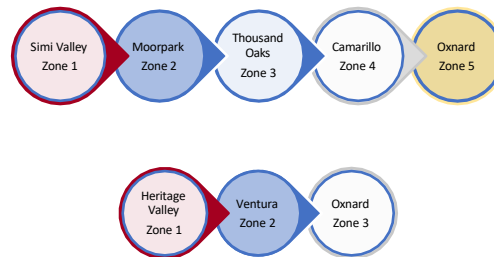 Simi Valley
Zone 1
Moorpark
Zone 2
Thousand
Oaks
Zone 3
Camarillo
Zone 4
Oxnard
Zone 5
Heritage
Valley
Zone 1
Ventura
Zone 2
Oxnard
Zone 3